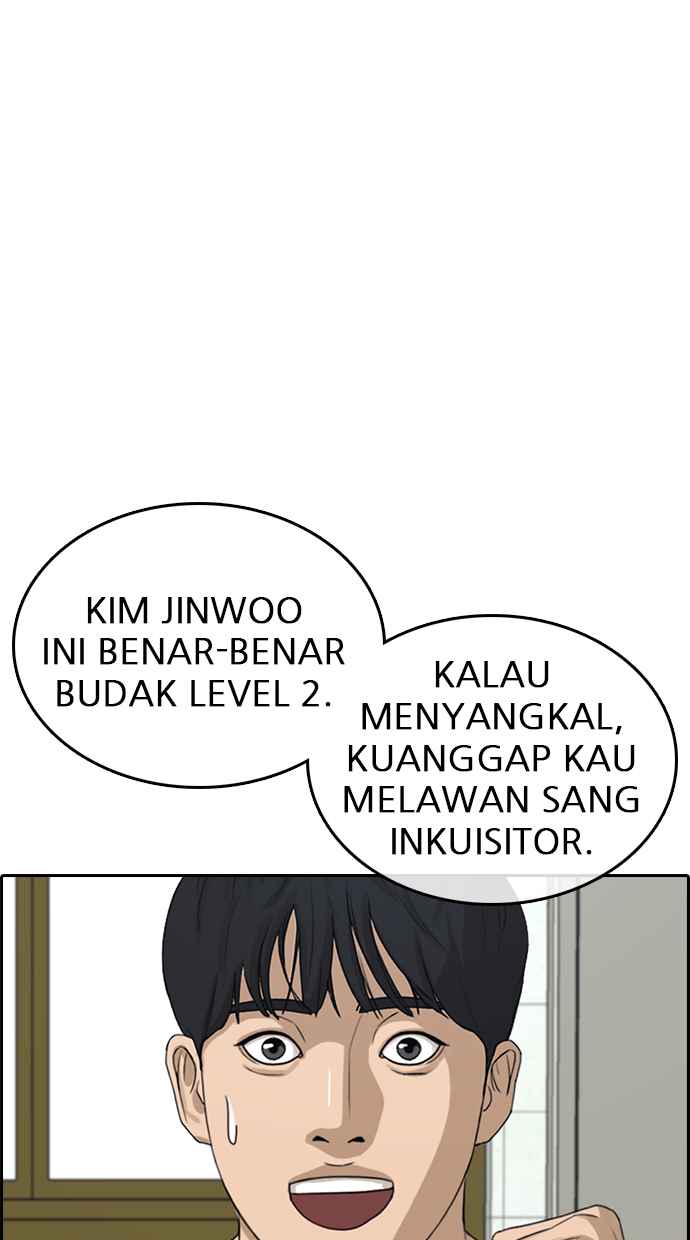 KIM JINWOO
INI BENAR-BENAR
BUDAK LEVEL 2.
KALAU
MENYANGKAL,
KUANGGAP KAU
MELAWAN SANG
INKUISITOR.